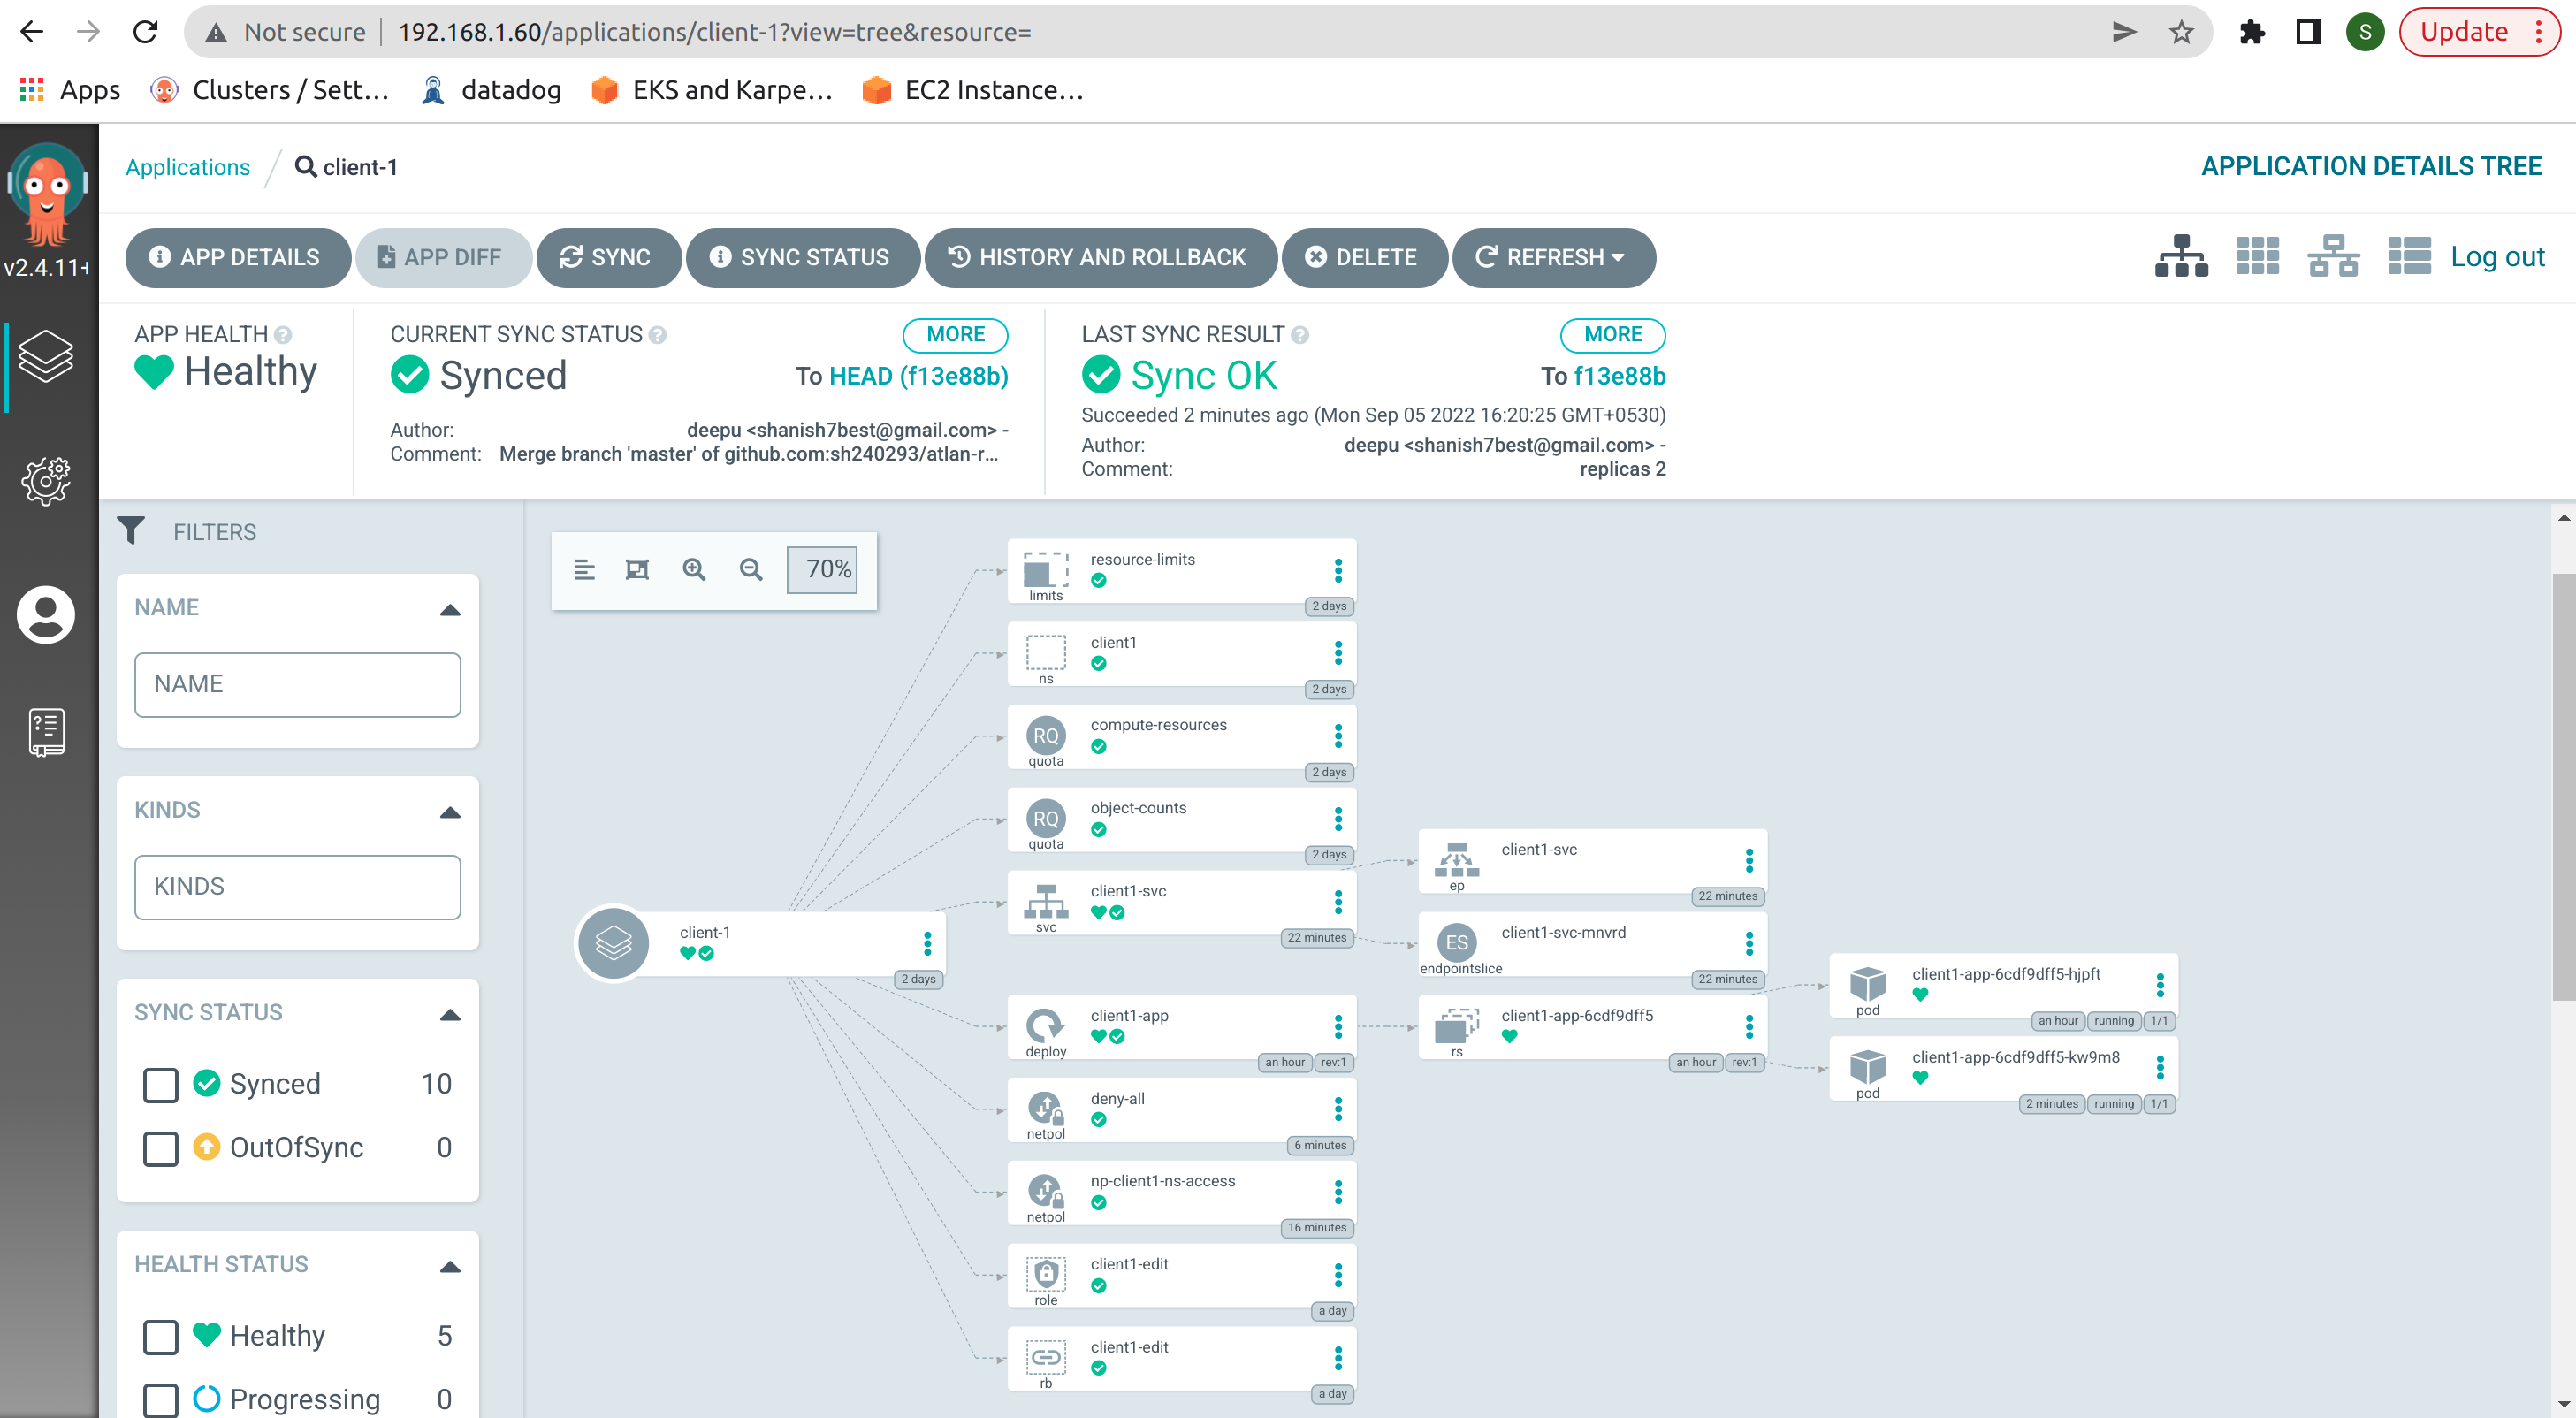 Not secure 192.168.1.60/applications/client-1?view=tree&resource=
S
Update
Apps
Clusters / Sett...
datadog
EKS and Karpe...
EC2 Instance...
v2.4.11+
Applications / client-1
APPLICATION DETAILS TREE
APP DETAILS
APP DIFF
SYNC
SYNC STATUS
HISTORY AND ROLLBACK
DELETE
REFRESH
Log out
APP HEALTH
Healthy
CURRENT SYNC STATUS
MORE
Synced
To HEAD (f13e88b)
Author: deepu <shanish7best@gmail.com> -
Comment: Merge branch 'master' of github.com:sh240293/atlan-r...
LAST SYNC RESULT
MORE
Sync OK
To f13e88b
Succeeded 2 minutes ago (Mon Sep 05 2022 16:20:25 GMT+0530)
Author: deepu <shanish7best@gmail.com> -
Comment: replicas 2
FILTERS
NAME
NAME
KINDS
KINDS
SYNC STATUS
Synced 10
OutOfSync 0
HEALTH STATUS
Healthy 5
Progressing 0
70%
client-1
2 days
resource-limits
limits
2 days
client1
ns
2 days
RQ
compute-resources
quota
2 days
RQ
object-counts
quota
2 days
client1-svc
svc
22 minutes
client1-app
deploy
an hour rev:1
deny-all
netpol
6 minutes
np-client1-ns-access
netpol
16 minutes
client1-edit
role
a day
client1-edit
rb
a day
client1-svc
ep
22 minutes
ES
client1-svc-mnvrd
endpointslice
22 minutes
client1-app-6cdf9dff5
rs
an hour rev:1
client1-app-6cdf9dff5-hjpft
pod
an hour running 1/1
client1-app-6cdf9dff5-kw9m8
pod
2 minutes running 1/1